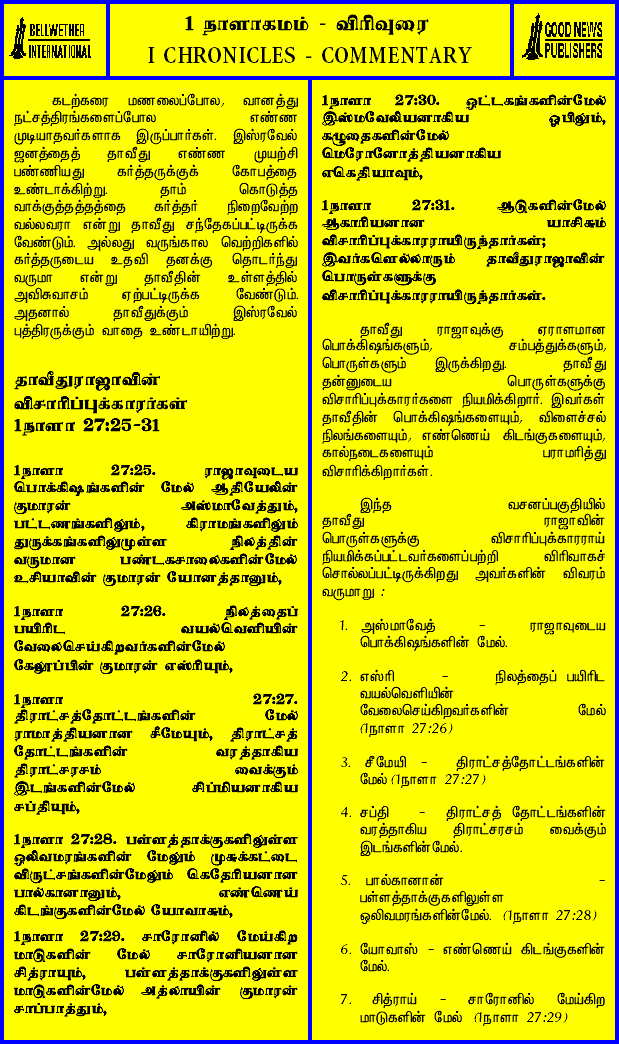 BELLWETHER
INTERNATIONAL
1 நாளாகமம் - விரிவுரை
I CHRONICLES - COMMENTARY
GOOD NEWS
PUBLISHERS
கடற்கரை மணலைப்போல, வானத்து
நட்சத்திரங்களைப்போல எண்ண
முடியாதவர்களாக இருப்பார்கள். இஸ்ரவேல்
ஜனத்தைத் தாவீது எண்ண முயற்சி
பண்ணியது கர்த்தருக்குக் கோபத்தை
உண்டாக்கிற்று. தாம் கொடுத்த
வாக்குத்தத்தத்தை கர்த்தர் நிறைவேற்ற
வல்லவரா என்று தாவீது சந்தேகப்பட்டிருக்க
வேண்டும். அல்லது வருங்கால வெற்றிகளில்
கர்த்தருடைய உதவி தனக்கு தொடர்ந்து
வருமா என்று தாவீதின் உள்ளத்தில்
அவிசுவாசம் ஏற்பட்டிருக்க வேண்டும்.
அதனால் தாவீதுக்கும் இஸ்ரவேல்
புத்திரருக்கும் வாதை உண்டாயிற்று.
தாவீதுராஜாவின்
விசாரிப்புக்காரர்கள்
1நாளா 27:25-31
1நாளா 27:25. ராஜாவுடைய
பொக்கிஷங்களின் மேல் ஆதியேலின்
குமாரன் அஸ்மாவேத்தும்,
பட்டணங்களிலும், கிராமங்களிலும்
துருக்கங்களிலுமுள்ள நிலத்தின்
வருமான பண்டகசாலைகளின்மேல்
உசியாவின் குமாரன் யோனத்தானும்,
1நாளா 27:26. நிலத்தைப்
பயிரிட வயல்வெளியின்
வேலைசெய்கிறவர்களின்மேல்
கேலூப்பின் குமாரன் எஸ்ரியும்,
1நாளா 27:27.
திராட்சத்தோட்டங்களின் மேல்
ராமாத்தியனான சீமேயும், திராட்சத்
தோட்டங்களின் வரத்தாகிய
திராட்சரசம் வைக்கும்
இடங்களின்மேல் சிப்மியனாகிய
சப்தியும்,
1நாளா 27:28. பள்ளத்தாக்குகளிலுள்ள
ஒலிவமரங்களின் மேலும் முசுக்கட்டை
விருட்சங்களின்மேலும் கெதேரியனான
பால்கானானும், எண்ணெய்
கிடங்குகளின்மேல் யோவாசும்,
1நாளா 27:29. சாரோனில் மேய்கிற
மாடுகளின் மேல் சாரோனியனான
சித்ராயும், பள்ளத்தாக்குகளிலுள்ள
மாடுகளின்மேல் அத்லாயின் குமாரன்
சாப்பாத்தும்,
1நாளா 27:30. ஒட்டகங்களின்மேல்
இஸ்மவேலியனாகிய ஓபிலும்,
கழுதைகளின்மேல்
மெரோனோத்தியனாகிய
எகெதியாவும்,
1நாளா 27:31. ஆடுகளின்மேல்
ஆகாரியனான யாசிசும்
விசாரிப்புக்காரராயிருந்தார்கள்;
இவர்களெல்லாரும் தாவீதுராஜாவின்
பொருள்களுக்கு
விசாரிப்புக்காரராயிருந்தார்கள்.
தாவீது ராஜாவுக்கு ஏராளமான
பொக்கிஷங்களும், சம்பத்துக்களும்,
பொருள்களும் இருக்கிறது. தாவீது
தன்னுடைய பொருள்களுக்கு
விசாரிப்புக்காரர்களை நியமிக்கிறார். இவர்கள்
தாவீதின் பொக்கிஷங்களையும், விளைச்சல்
நிலங்களையும், எண்ணெய் கிடங்குகளையும்,
கால்நடைகளையும் பராமரித்து
விசாரிக்கிறார்கள்.
இந்த வசனப்பகுதியில்
தாவீது ராஜாவின்
பொருள்களுக்கு விசாரிப்புக்காரராய்
நியமிக்கப்பட்டவர்களைப்பற்றி விரிவாகச்
சொல்லப்பட்டிருக்கிறது அவர்களின் விவரம்
வருமாறு :
1. அஸ்மாவேத் - ராஜாவுடைய
பொக்கிஷங்களின் மேல்.
2. எஸ்ரி - நிலத்தைப் பயிரிட
வயல்வெளியின்
வேலைசெய்கிறவர்களின் மேல்
(1நாளா 27:26)
3. சீமேயி - திராட்சத்தோட்டங்களின்
மேல் (1நாளா 27:27)
4. சப்தி - திராட்சத் தோட்டங்களின்
வரத்தாகிய திராட்சரசம் வைக்கும்
இடங்களின்மேல்.
5. பால்கானான் -
பள்ளத்தாக்குகளிலுள்ள
ஒலிவமரங்களின்மேல். (1நாளா 27:28)
6. யோவாஸ் - எண்ணெய் கிடங்குகளின்
மேல்.
7. சித்ராய் - சாரோனில் மேய்கிற
மாடுகளின் மேல் (1நாளா 27:29)